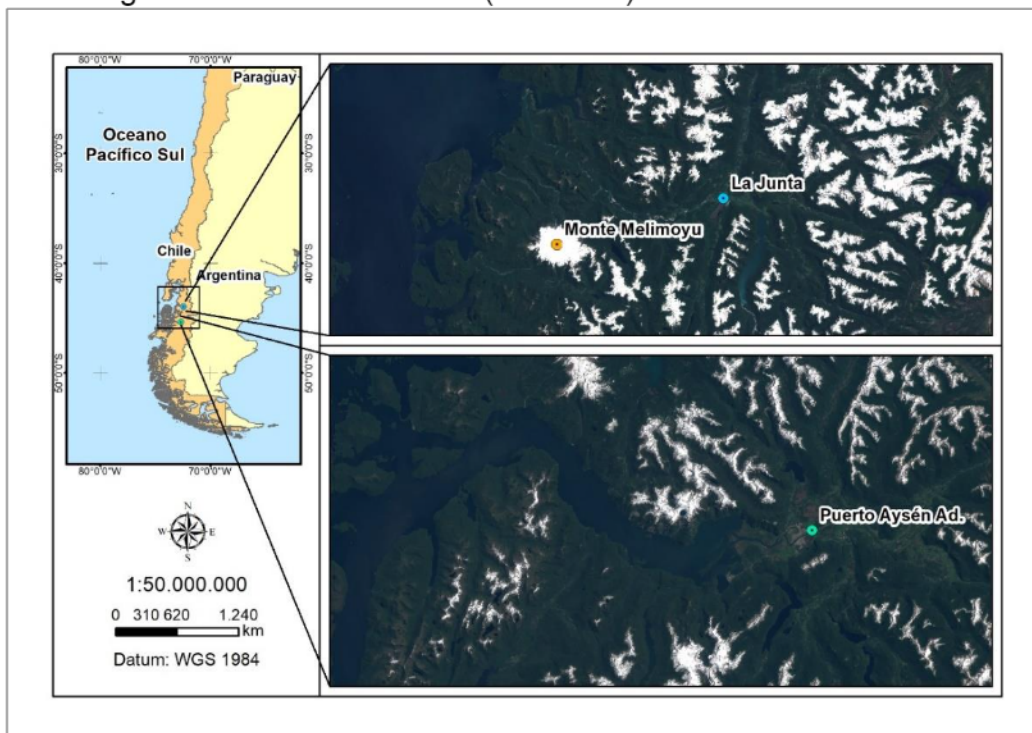 80°0'0"W
70°0'0"W
Paraguay
Oceano
Pacífico Sul
30°0'0"S
30°0'0"S
Chile
40°0'0"S
40°0'0"S
Argentina
50°0'0"S
50°0'0"S
80°0'0"W
70°0'0"W
N
W
E
S
1:50.000.000
0 310 620 1.240
km
Datum: WGS 1984
La Junta
Monte Melimoyu
Puerto Aysén Ad.